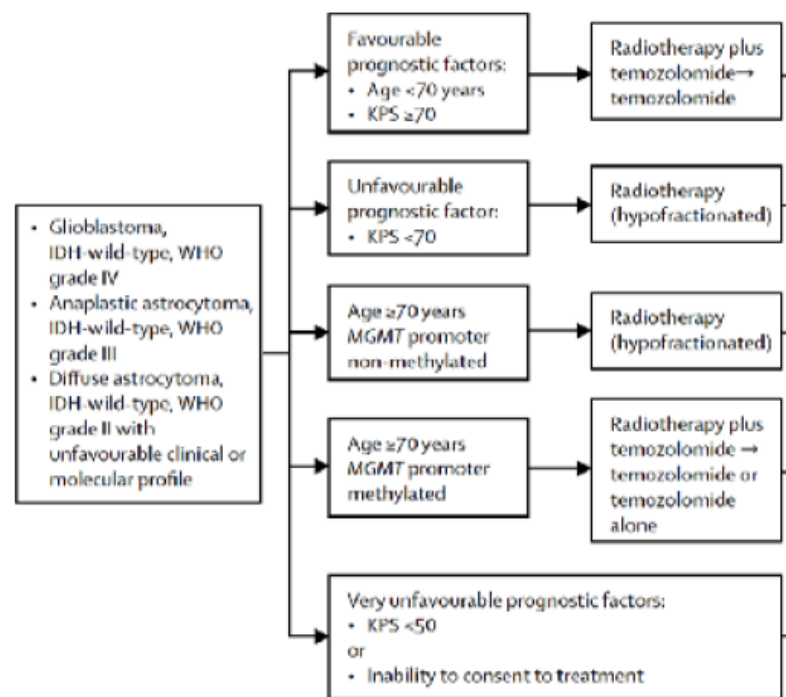 • Glioblastoma,
IDH-wild-type, WHO
grade IV
• Anaplastic astrocytoma,
IDH-wild-type, WHO
grade III
• Diffuse astrocytoma,
IDH-wild-type, WHO
grade II with
unfavourable clinical or
molecular profile
Favourable
prognostic factors:
• Age <70 years
• KPS ≥70
Radiotherapy plus
temozolomide→
temozolomide
Unfavourable
prognostic factor:
• KPS <70
Radiotherapy
(hypofractionated)
Age ≥70 years
MGMT promoter
non-methylated
Radiotherapy
(hypofractionated)
Age ≥70 years
MGMT promoter
methylated
Radiotherapy plus
temozolomide →
temozolomide or
temozolomide
alone
Very unfavourable prognostic factors:
• KPS <50
or
• Inability to consent to treatment